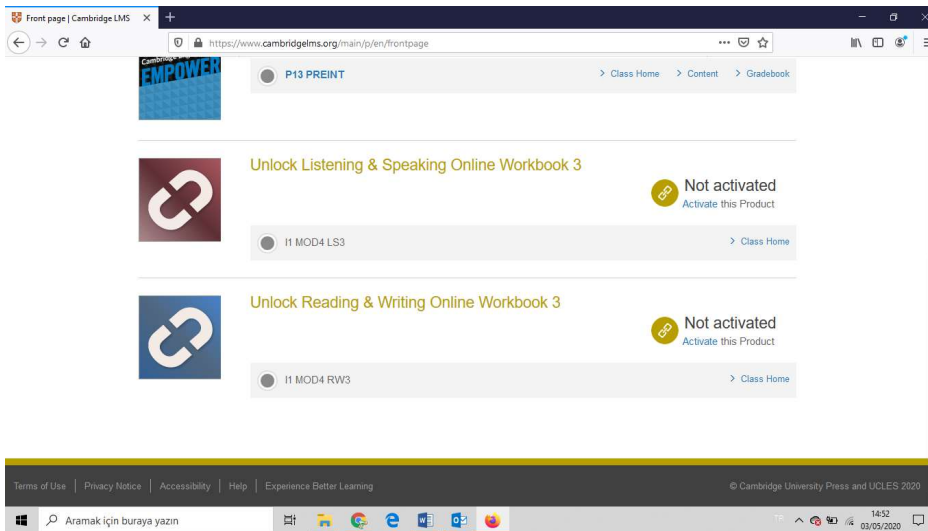 Front page | Cambridge LMS
https://www.cambridgelms.org/main/p/en/frontpage
EMPOWER
P13 PREINT
> Class Home > Content > Gradebook
Unlock Listening & Speaking Online Workbook 3
Not activated
Activate this Product
I1 MOD4 LS3
> Class Home
Unlock Reading & Writing Online Workbook 3
Not activated
Activate this Product
I1 MOD4 RW3
> Class Home
Terms of Use | Privacy Notice | Accessibility | Help | Experience Better Learning
© Cambridge University Press and UCLES 2020
Aramak için buraya yazın
14:52
03/05/2020